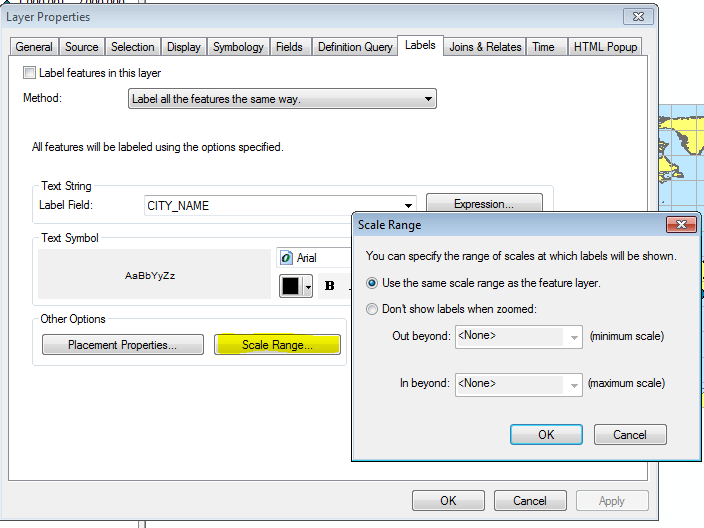 Layer Properties
General Source Selection Display Symbology Fields Definition Query Labels Joins & Relates Time HTML Popup
Label features in this layer
Method: Label all the features the same way.
All features will be labeled using the options specified.
Text String
Label Field: CITY_NAME Expression...
Text Symbol
AaBbYyZz
Arial
B
Other Options
Placement Properties... Scale Range...
Scale Range
You can specify the range of scales at which labels will be shown.
Use the same scale range as the feature layer.
Don't show labels when zoomed:
Out beyond: <None> (minimum scale)
In beyond: <None> (maximum scale)
OK Cancel
OK Cancel Apply